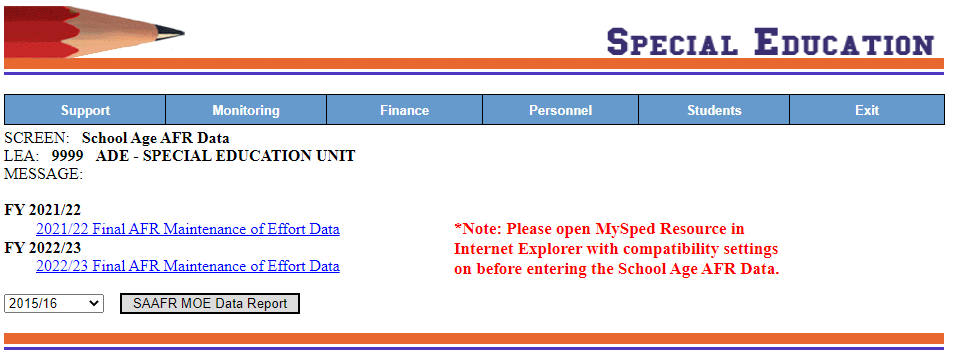 SPECIAL EDUCATION
Support Monitoring Finance Personnel Students Exit
SCREEN: School Age AFR Data
LEA: 9999 ADE - SPECIAL EDUCATION UNIT
MESSAGE:
FY 2021/22
2021/22 Final AFR Maintenance of Effort Data
FY 2022/23
2022/23 Final AFR Maintenance of Effort Data
*Note: Please open MySped Resource in
Internet Explorer with compatibility settings
on before entering the School Age AFR Data.
2015/16 SAAFR MOE Data Report